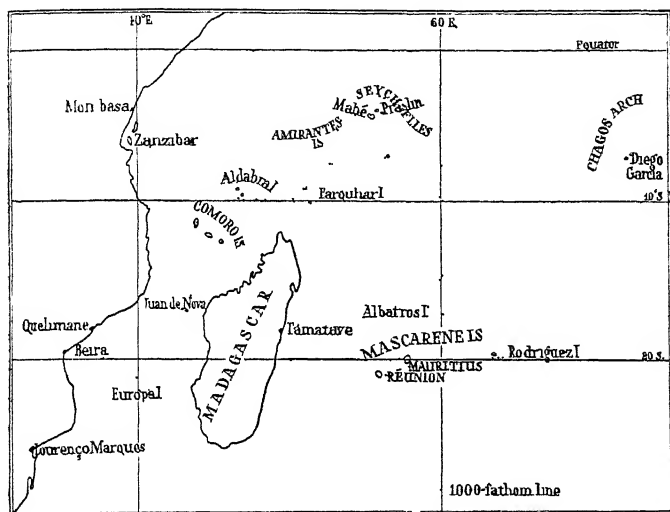 60 E.
Equator
Mombasa
SEYCHELLES
Mahé
Praslin
Zanzibar
AMIRANTES
IS
CHAGOS ARCH
Diego
Garcia
Aldabra I
Farquhar I
10°S
COMORO IS
Juan de Nova
MADAGASCAR
Albatros I
Quelimane
Tamatave
MASCARENE IS
Beira
Rodriguez I
20 S.
MAURITIUS
RÉUNION
Europa I
Lourenço Marques
1000-fathom line